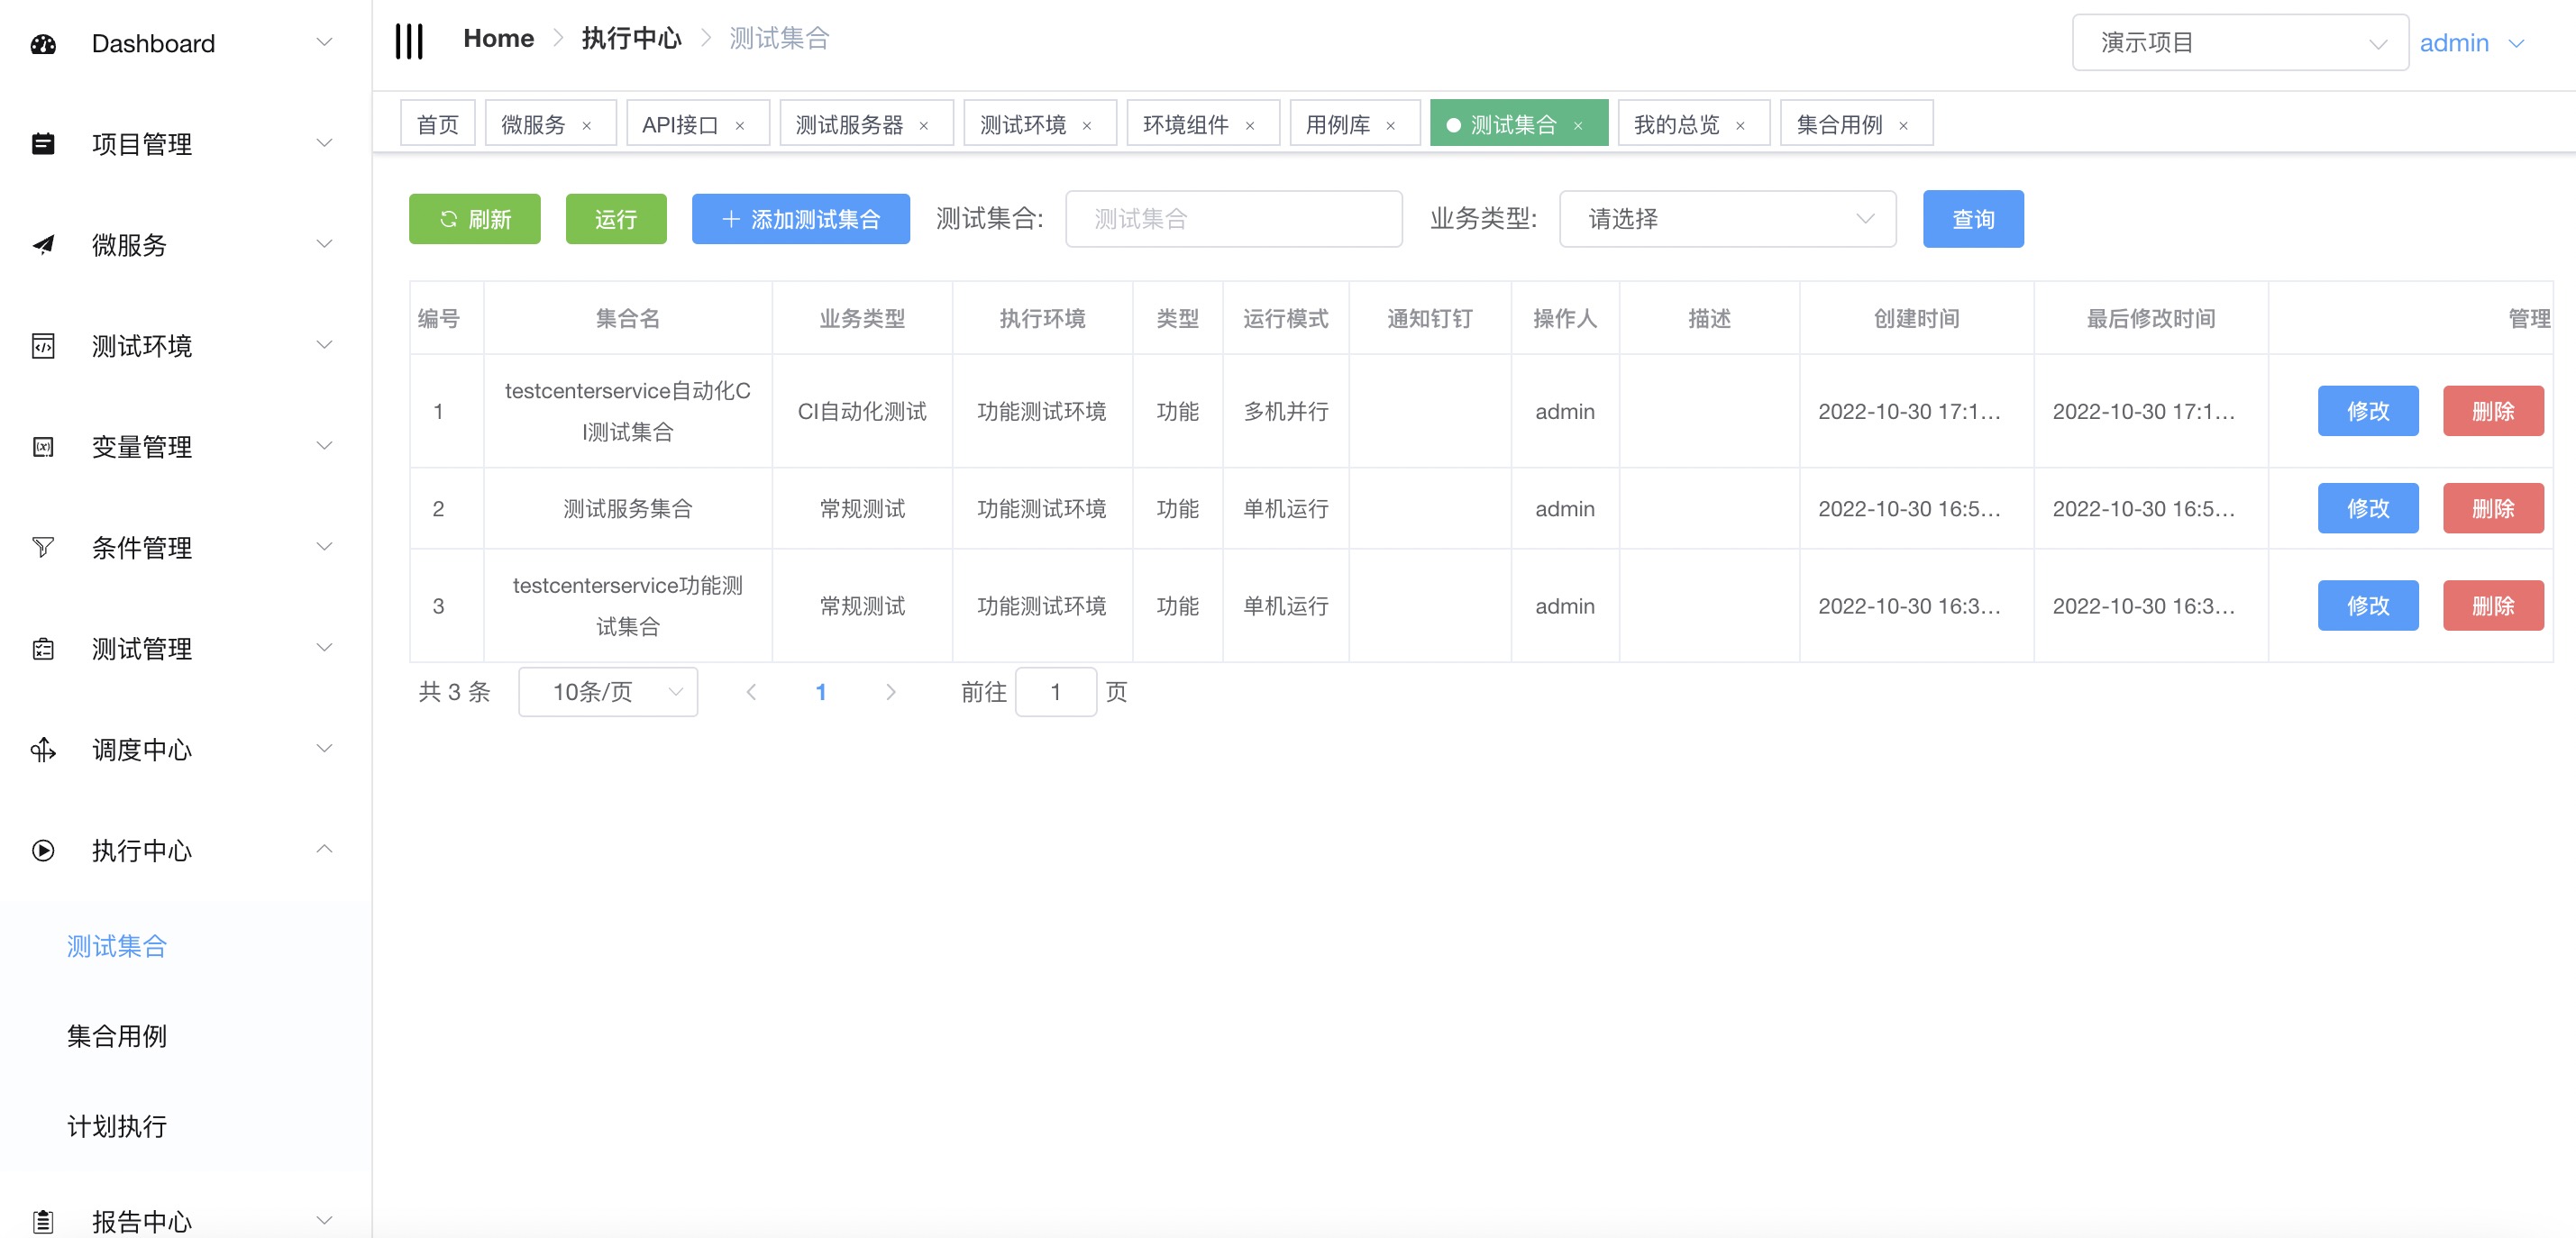 Dashboard
项目管理
微服务
测试环境
变量管理
条件管理
测试管理
调度中心
执行中心
测试集合
集合用例
计划执行
报告中心
Home 执行中心 测试集合
演示项目 admin
首页 微服务 × API接口 × 测试服务器 × 测试环境 × 环境组件 × 用例库 × 测试集合 × 我的总览 × 集合用例 ×
刷新 运行 添加测试集合 测试集合: 测试集合 业务类型: 请选择 查询
编号 集合名 业务类型 执行环境 类型 运行模式 通知钉钉 操作人 描述 创建时间 最后修改时间 管理
1 testcenterservice自动化C
I测试集合 CI自动化测试 功能测试环境 功能 多机并行 admin 2022-10-30 17:1... 2022-10-30 17:1... 修改 删除
2 测试服务集合 常规测试 功能测试环境 功能 单机运行 admin 2022-10-30 16:5... 2022-10-30 16:5... 修改 删除
3 testcenterservice功能测
试集合 常规测试 功能测试环境 功能 单机运行 admin 2022-10-30 16:3... 2022-10-30 16:3... 修改 删除
共 3 条 10条/页 1 前往 1 页